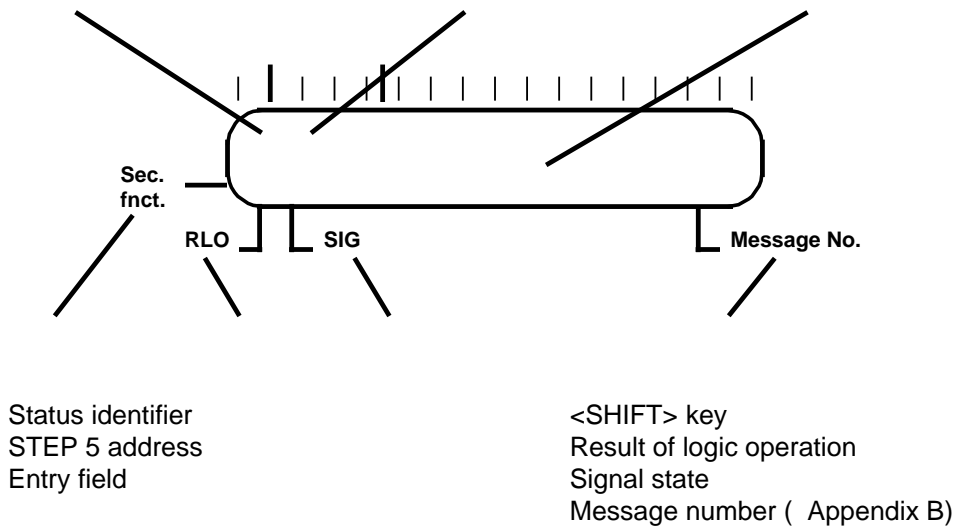 Sec.
fnct.
RLO
SIG
Message No.
Status identifier
STEP 5 address
Entry field
<SHIFT> key
Result of logic operation
Signal state
Message number ( Appendix B)